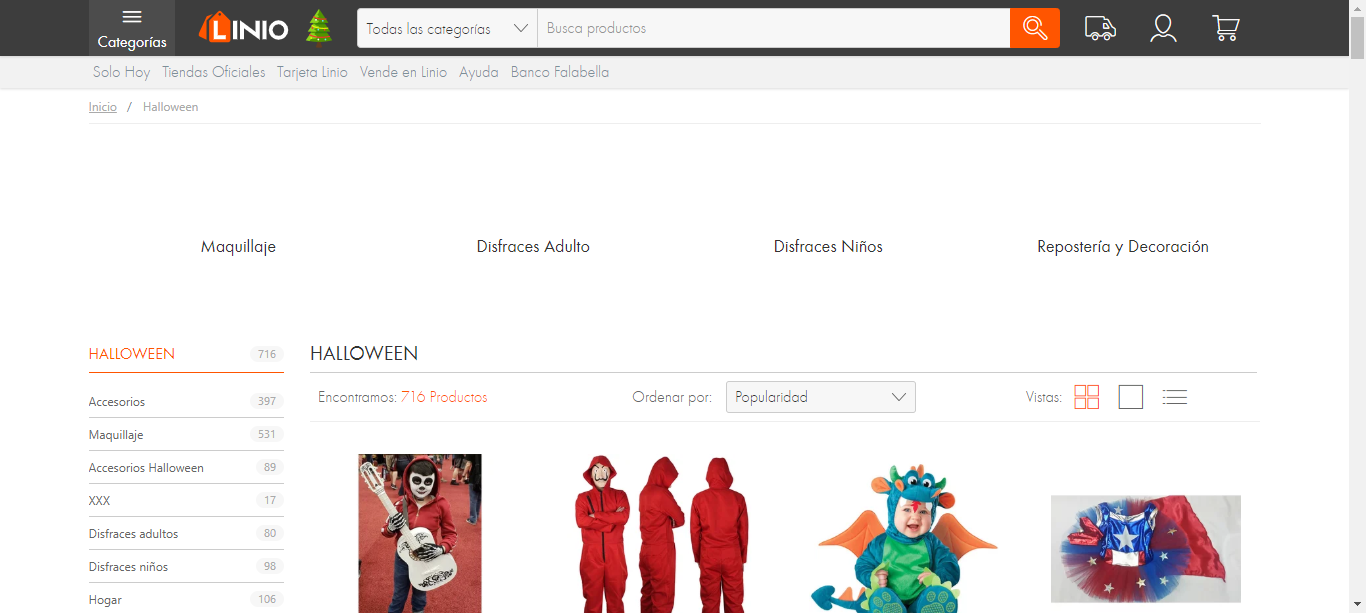 Categorías
LINIO
Todas las categorías
Busca productos
Solo Hoy Tiendas Oficiales Tarjeta Linio Vende en Linio Ayuda Banco Falabella
Inicio / Halloween
Maquillaje
Disfraces Adulto
Disfraces Niños
Repostería y Decoración
HALLOWEEN 716
Accesorios 397
Maquillaje 531
Accesorios Halloween 89
XXX 17
Disfraces adultos 80
Disfraces niños 98
Hogar 106
HALLOWEEN
Encontramos: 716 Productos
Ordenar por: Popularidad
Vistas: